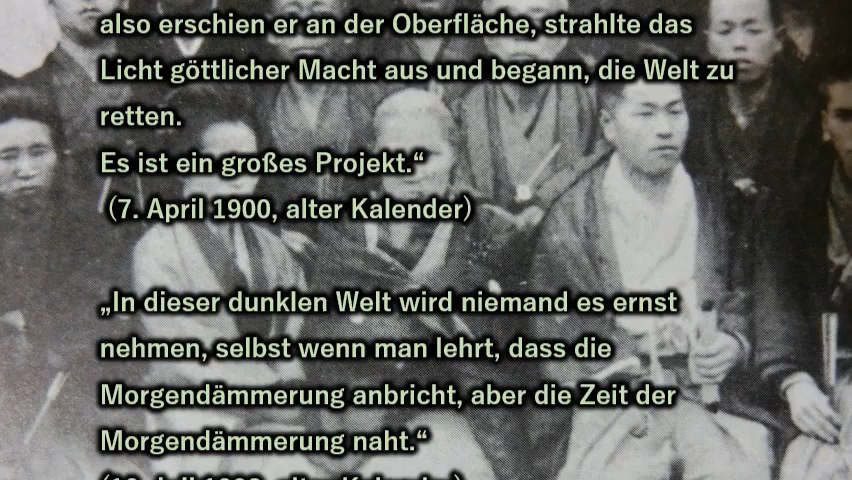 also erschien er an der Oberfläche, strahlte das
Licht göttlicher Macht aus und begann, die Welt zu
retten.
Es ist ein großes Projekt.“
(7. April 1900, alter Kalender)
„In dieser dunklen Welt wird niemand es ernst
nehmen, selbst wenn man lehrt, dass die
Morgendämmerung anbricht, aber die Zeit der
Morgendämmerung naht.“
alter Kalender)